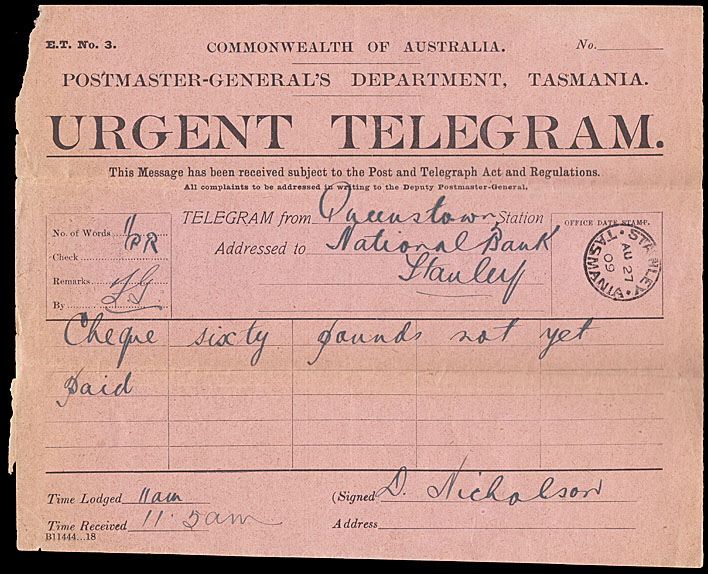 E.T. No. 3.
COMMONWEALTH OF AUSTRALIA.
No.
POSTMASTER-GENERAL'S DEPARTMENT, TASMANIA.
URGENT TELEGRAM.
This Message has been received subject to the Post and Telegraph Act and Regulations.
All complaints to be addressed in writing to the Deputy Postmaster-General.
No. of Words 11
PR
Check
Remarks
By
TELEGRAM from Queenstown Station
Addressed to National Bank
Stanley
OFFICE DATE STAMP.
STANLEY
AU 27
09
TASMANIA
Cheque sixty pounds not yet
paid
Time Lodged 11am
(Signed D. Nicholson
Time Received 11.5am
Address
B11444...18